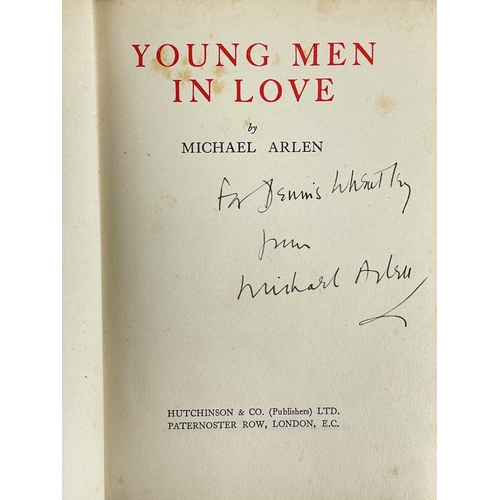 YOUNG MEN
IN LOVE
by
MICHAEL ARLEN
For Dennis Wheatley
from
Michael Arlen
HUTCHINSON & CO. (Publishers) LTD.
PATERNOSTER ROW, LONDON, E.C.